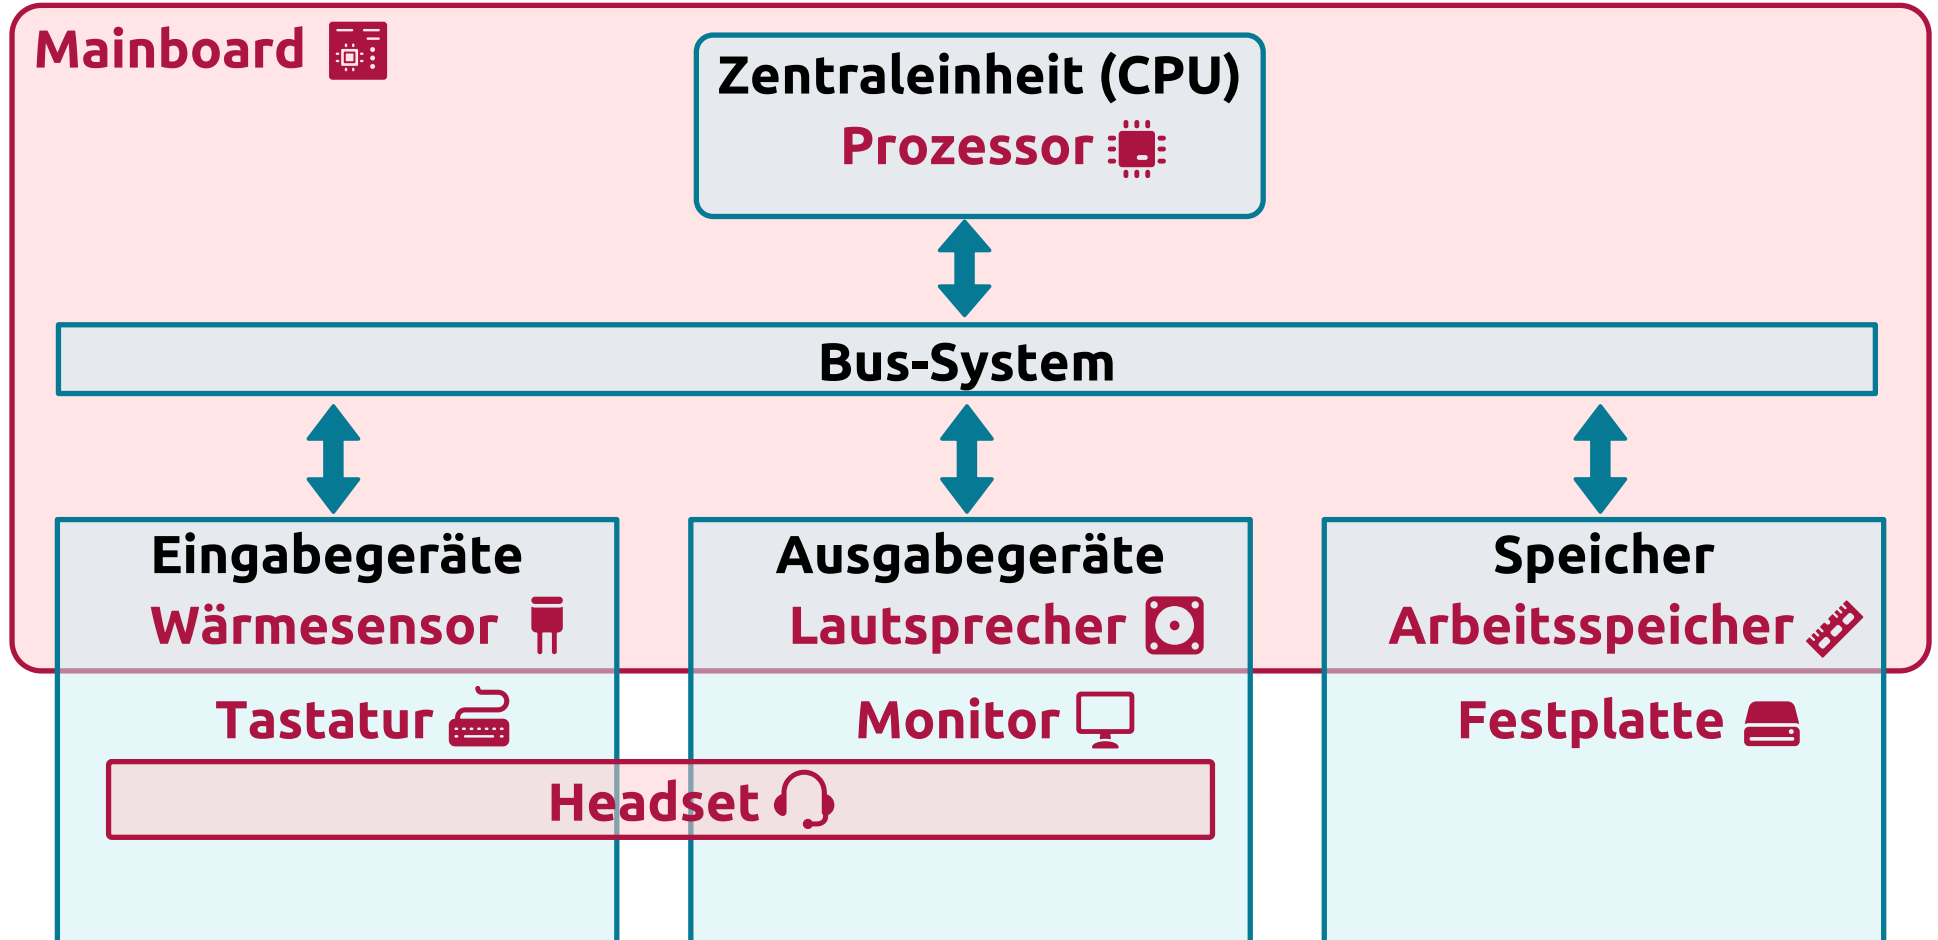 Mainboard
Zentraleinheit (CPU)
Prozessor
Bus-System
Eingabegeräte
Wärmesensor
Tastatur
Ausgabegeräte
Lautsprecher
Monitor
Headset
Speicher
Arbeitsspeicher
Festplatte